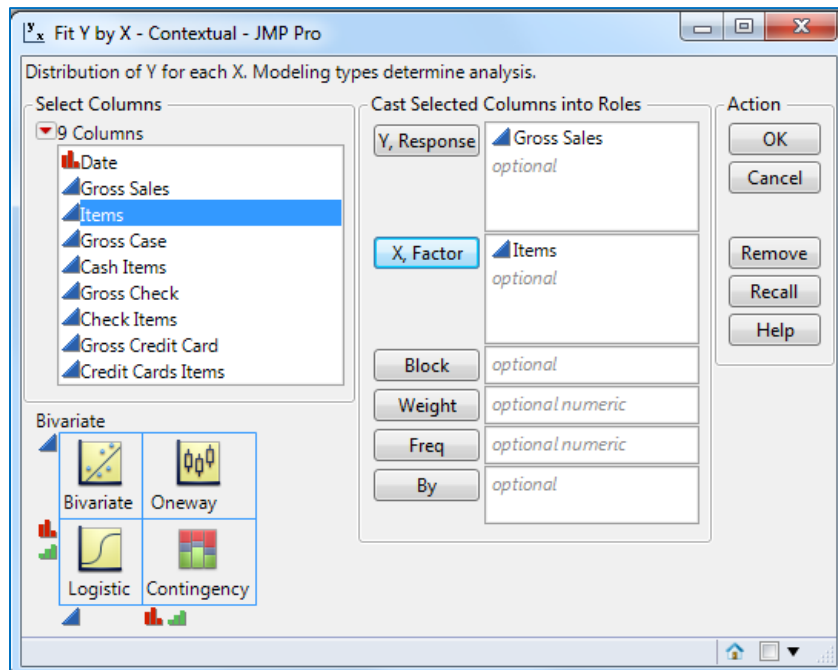 Fit Y by X - Contextual - JMP Pro
Distribution of Y for each X. Modeling types determine analysis.
Select Columns
9 Columns
Date
Gross Sales
Items
Gross Case
Cash Items
Gross Check
Check Items
Gross Credit Card
Credit Cards Items
Cast Selected Columns into Roles
Y, Response
Gross Sales
optional
X, Factor
Items
optional
Block
optional
Weight
optional numeric
Freq
optional numeric
By
optional
Action
OK
Cancel
Remove
Recall
Help
Bivariate
Bivariate Oneway
Logistic Contingency